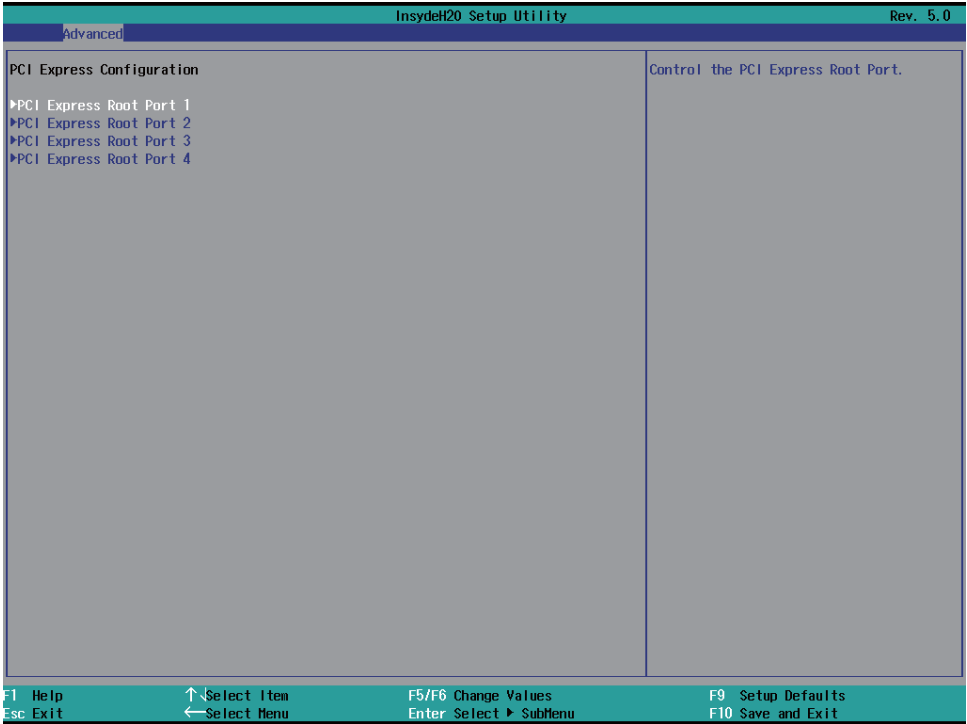 InsydeH20 Setup Utility Rev. 5.0
Advanced
PCI Express Configuration
Control the PCI Express Root Port.
▶PCI Express Root Port 1
▶PCI Express Root Port 2
▶PCI Express Root Port 3
▶PCI Express Root Port 4
F1 Help ↑↓Select Item F5/F6 Change Values F9 Setup Defaults
Esc Exit ←Select Menu Enter Select ▶ SubMenu F10 Save and Exit